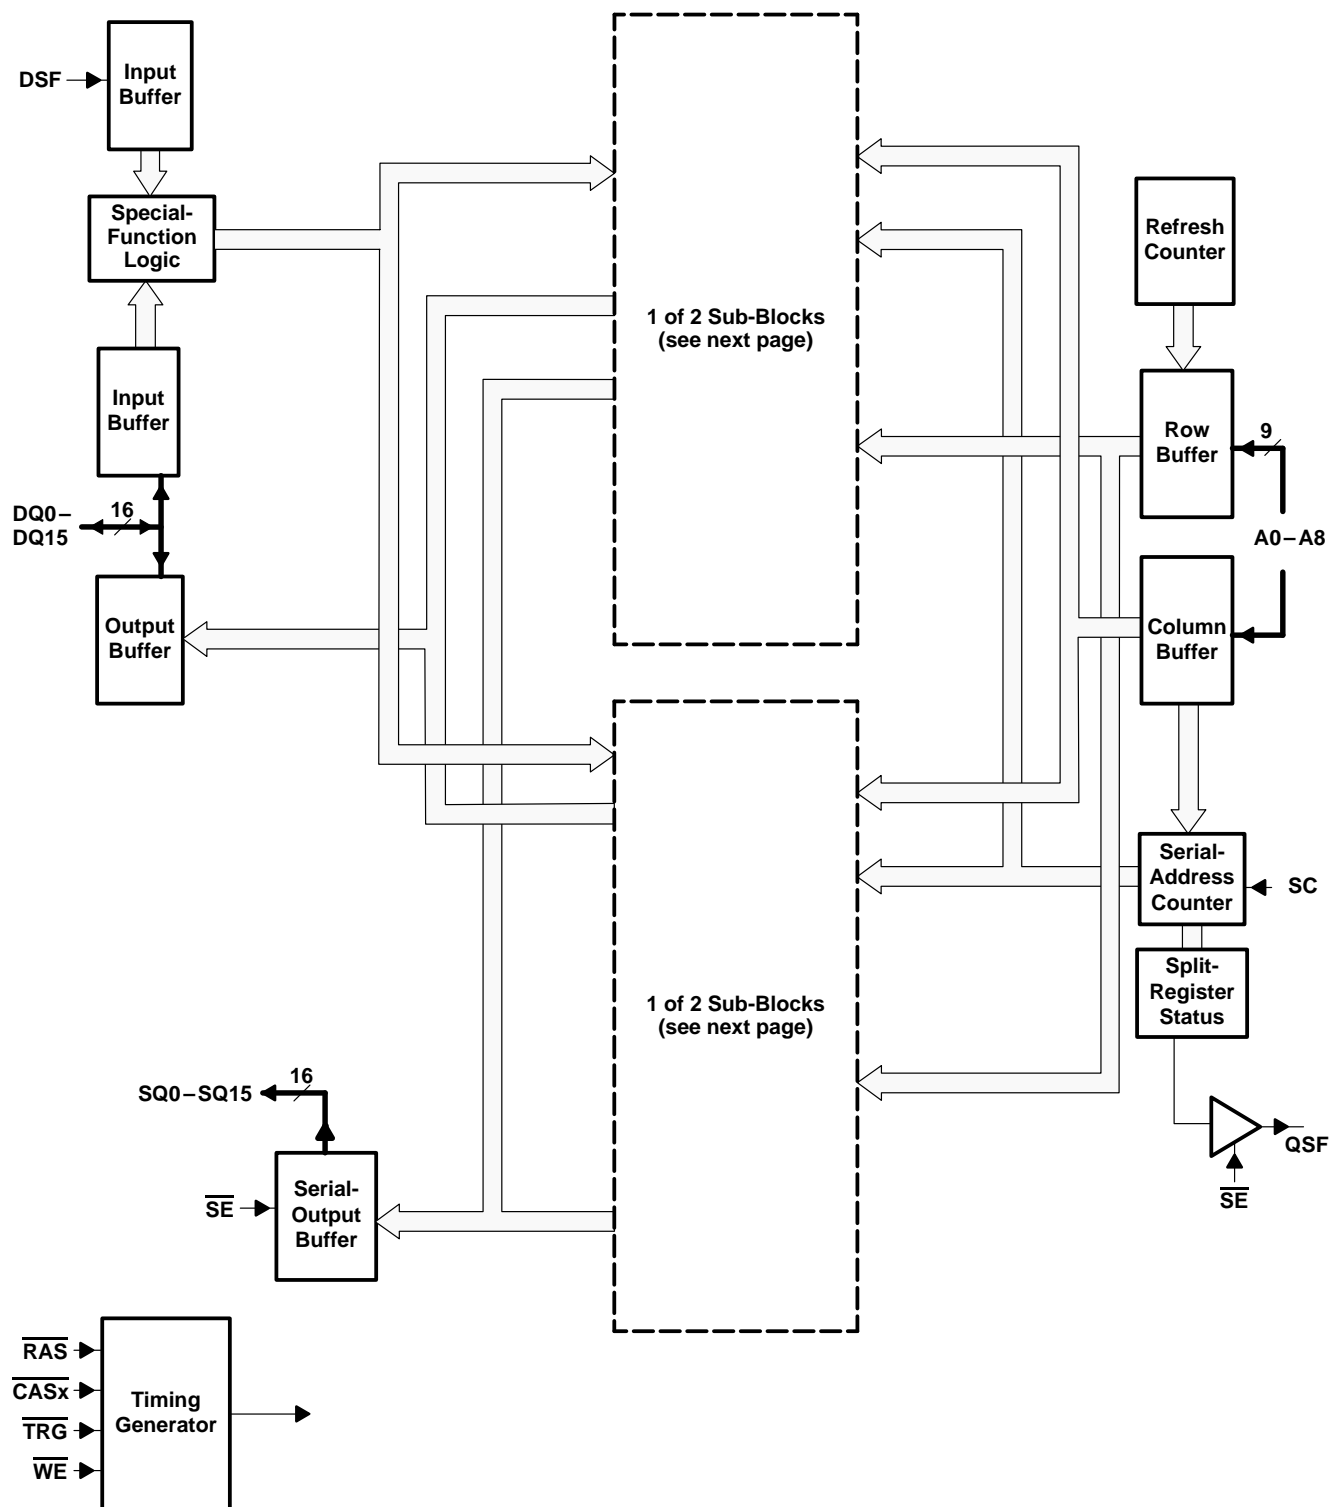 DSF
Input
Buffer
Special-
Function
Logic
Input
Buffer
DQ0–
DQ15
16
Output
Buffer
1 of 2 Sub-Blocks
(see next page)
Refresh
Counter
Row
Buffer
9
A0–A8
Column
Buffer
Serial-
Address
Counter
SC
Split-
Register
Status
QSF
SE
1 of 2 Sub-Blocks
(see next page)
SQ0–SQ15
16
SE
Serial-
Output
Buffer
RAS
CASx
TRG
WE
Timing
Generator